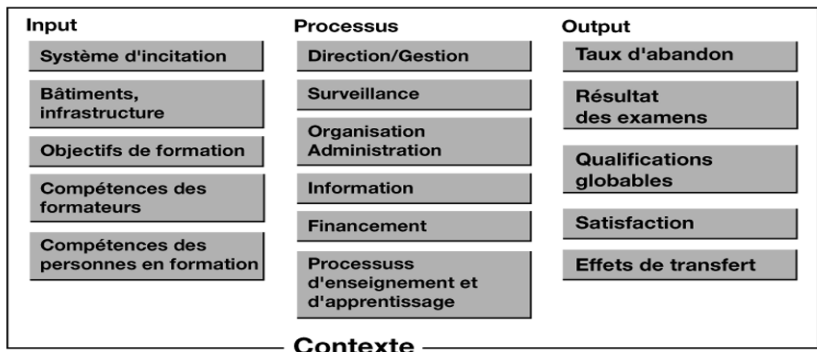 Input
Système d'incitation
Bâtiments,
infrastructure
Objectifs de formation
Compétences des
formateurs
Compétences des
personnes en formation
Processus
Direction/Gestion
Surveillance
Organisation
Administration
Information
Financement
Processuss
d'enseignement et
d'apprentissage
Output
Taux d'abandon
Résultat
des examens
Qualifications
globables
Satisfaction
Effets de transfert
Contexte